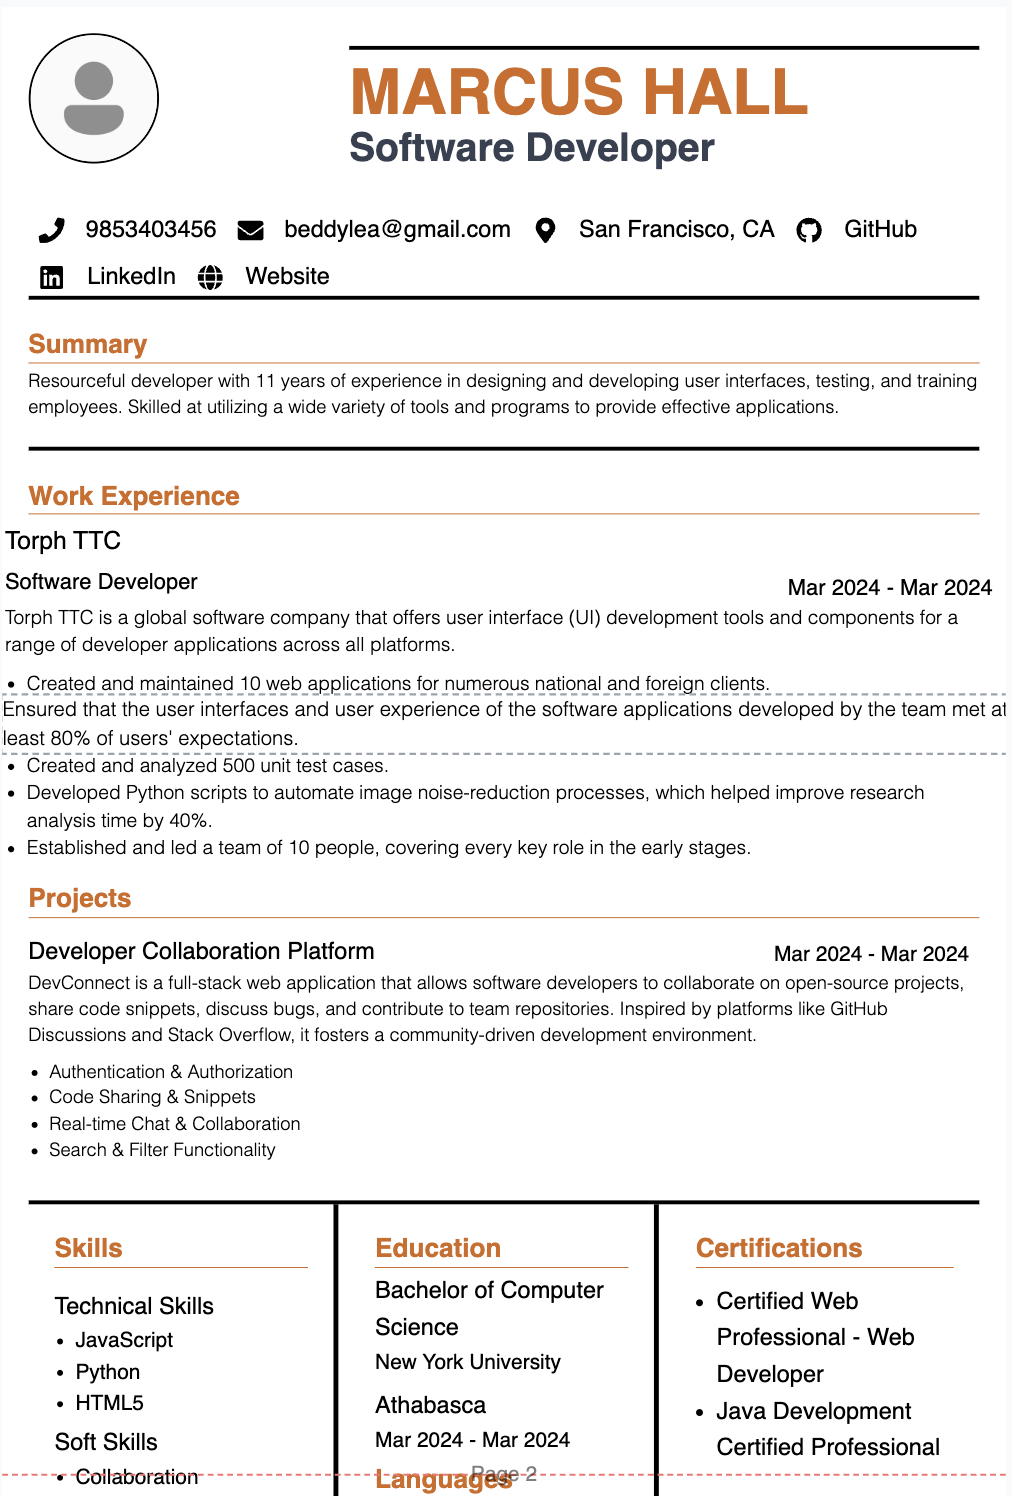 MARCUS HALL
Software Developer
9853403456 beddylea@gmail.com San Francisco, CA GitHub
LinkedIn Website
Summary
Resourceful developer with 11 years of experience in designing and developing user interfaces, testing, and training
employees. Skilled at utilizing a wide variety of tools and programs to provide effective applications.
Work Experience
Torph TTC
Software Developer
Mar 2024 - Mar 2024
Torph TTC is a global software company that offers user interface (UI) development tools and components for a
range of developer applications across all platforms.
• Created and maintained 10 web applications for numerous national and foreign clients.
Ensured that the user interfaces and user experience of the software applications developed by the team met at
least 80% of users' expectations.
• Created and analyzed 500 unit test cases.
• Developed Python scripts to automate image noise-reduction processes, which helped improve research
analysis time by 40%.
• Established and led a team of 10 people, covering every key role in the early stages.
Projects
Developer Collaboration Platform
Mar 2024 - Mar 2024
DevConnect is a full-stack web application that allows software developers to collaborate on open-source projects,
share code snippets, discuss bugs, and contribute to team repositories. Inspired by platforms like GitHub
Discussions and Stack Overflow, it fosters a community-driven development environment.
• Authentication & Authorization
• Code Sharing & Snippets
• Real-time Chat & Collaboration
• Search & Filter Functionality
Skills
Technical Skills
• JavaScript
• Python
• HTML5
Soft Skills
• Collaboration
Education
Bachelor of Computer
Science
New York University
Athabasca
Mar 2024 - Mar 2024
Languages
Page 2
Certifications
• Certified Web
Professional - Web
Developer
• Java Development
Certified Professional